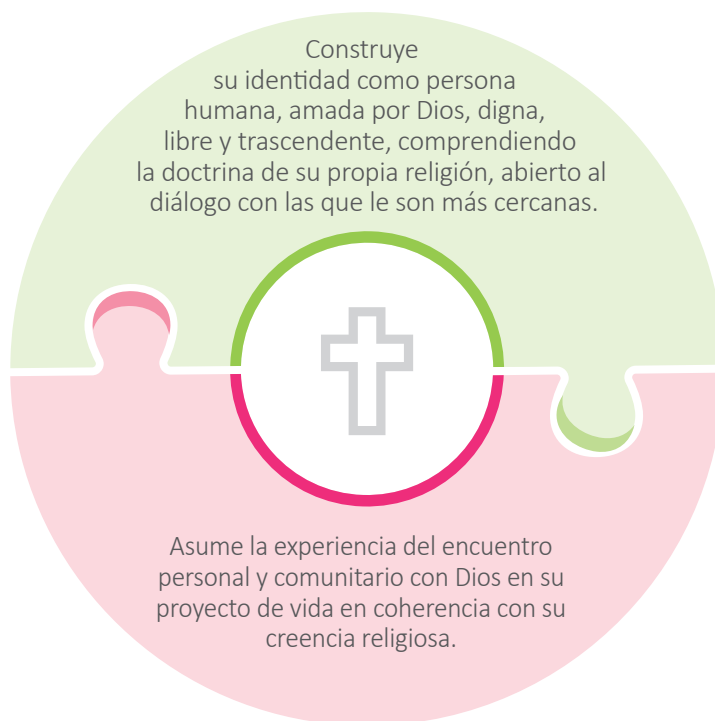 Construye
su identidad como persona
humana, amada por Dios, digna,
libre y trascendente, comprendiendo
la doctrina de su propia religión, abierto al
diálogo con las que le son más cercanas.
Asume la experiencia del encuentro
personal y comunitario con Dios en su
proyecto de vida en coherencia con su
creencia religiosa.